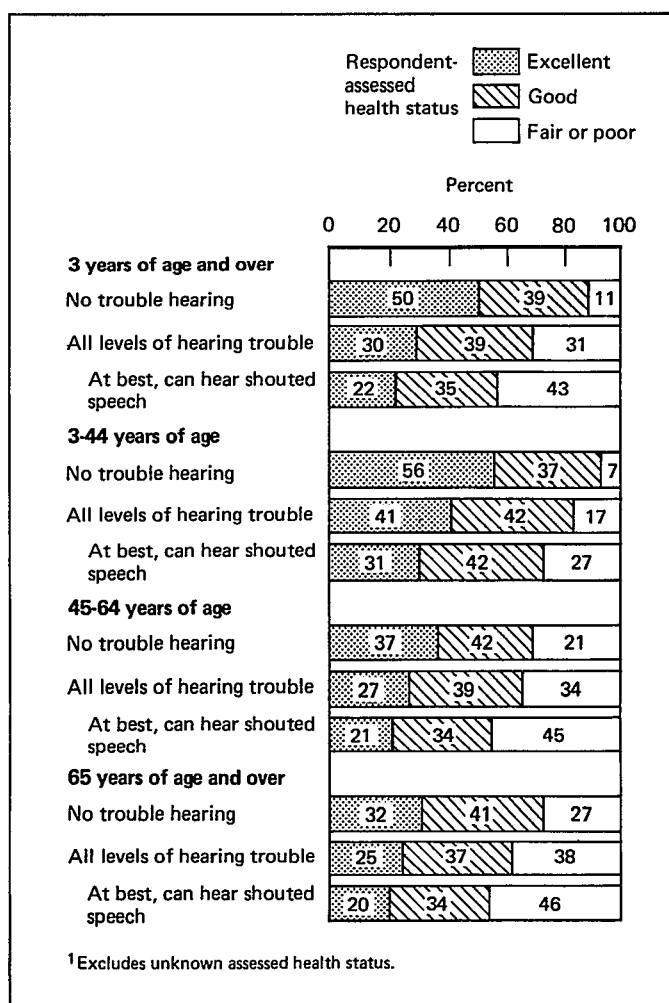 Respondent-
assessed
health status
Excellent
Good
Fair or poor
Percent
0 20 40 60 80 100
3 years of age and over
No trouble hearing 50 39 11
All levels of hearing trouble 30 39 31
At best, can hear shouted
speech 22 35 43
3-44 years of age
No trouble hearing 56 37 7
All levels of hearing trouble 41 42 17
At best, can hear shouted
speech 31 42 27
45-64 years of age
No trouble hearing 37 42 21
All levels of hearing trouble 27 39 34
At best, can hear shouted
speech 21 34 45
65 years of age and over
No trouble hearing 32 41 27
All levels of hearing trouble 25 37 38
At best, can hear shouted
speech 20 34 46
1Excludes unknown assessed health status.